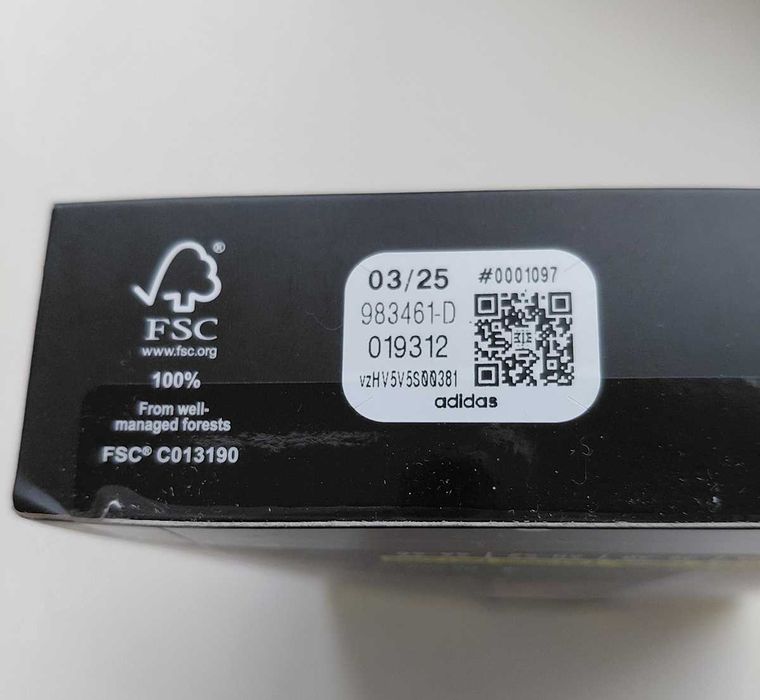 ®
FSC
www.fsc.org
100%
From well-
managed forests
FSC® C013190
03/25 #0001097
983461-D
019312
vzHV5V5S00381
adidas